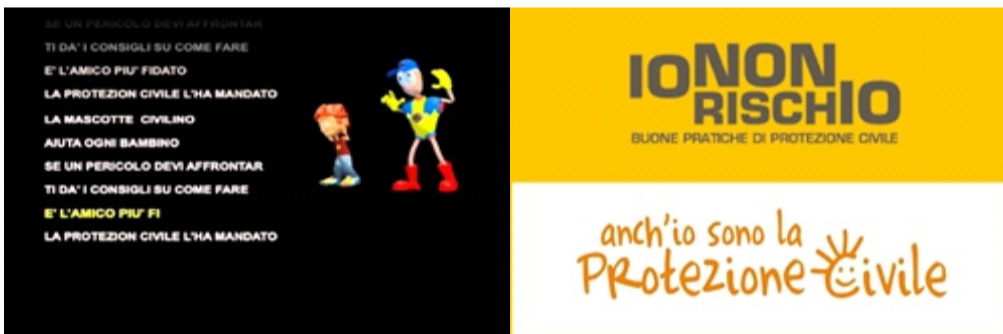 SE UN PERICOLO DEVI AFFRONTAR
TI DA' I CONSIGLI SU COME FARE
E' L'AMICO PIU' FIDATO
LA PROTEZION CIVILE L'HA MANDATO
LA MASCOTTE CIVILINO
AIUTA OGNI BAMBINO
SE UN PERICOLO DEVI AFFRONTAR
TI DA' I CONSIGLI SU COME FARE
E' L'AMICO PIU' FI
LA PROTEZION CIVILE L'HA MANDATO
IO NON RISCHIO
BUONE PRATICHE DI PROTEZIONE CIVILE
anch'io sono la
PRotezione Civile